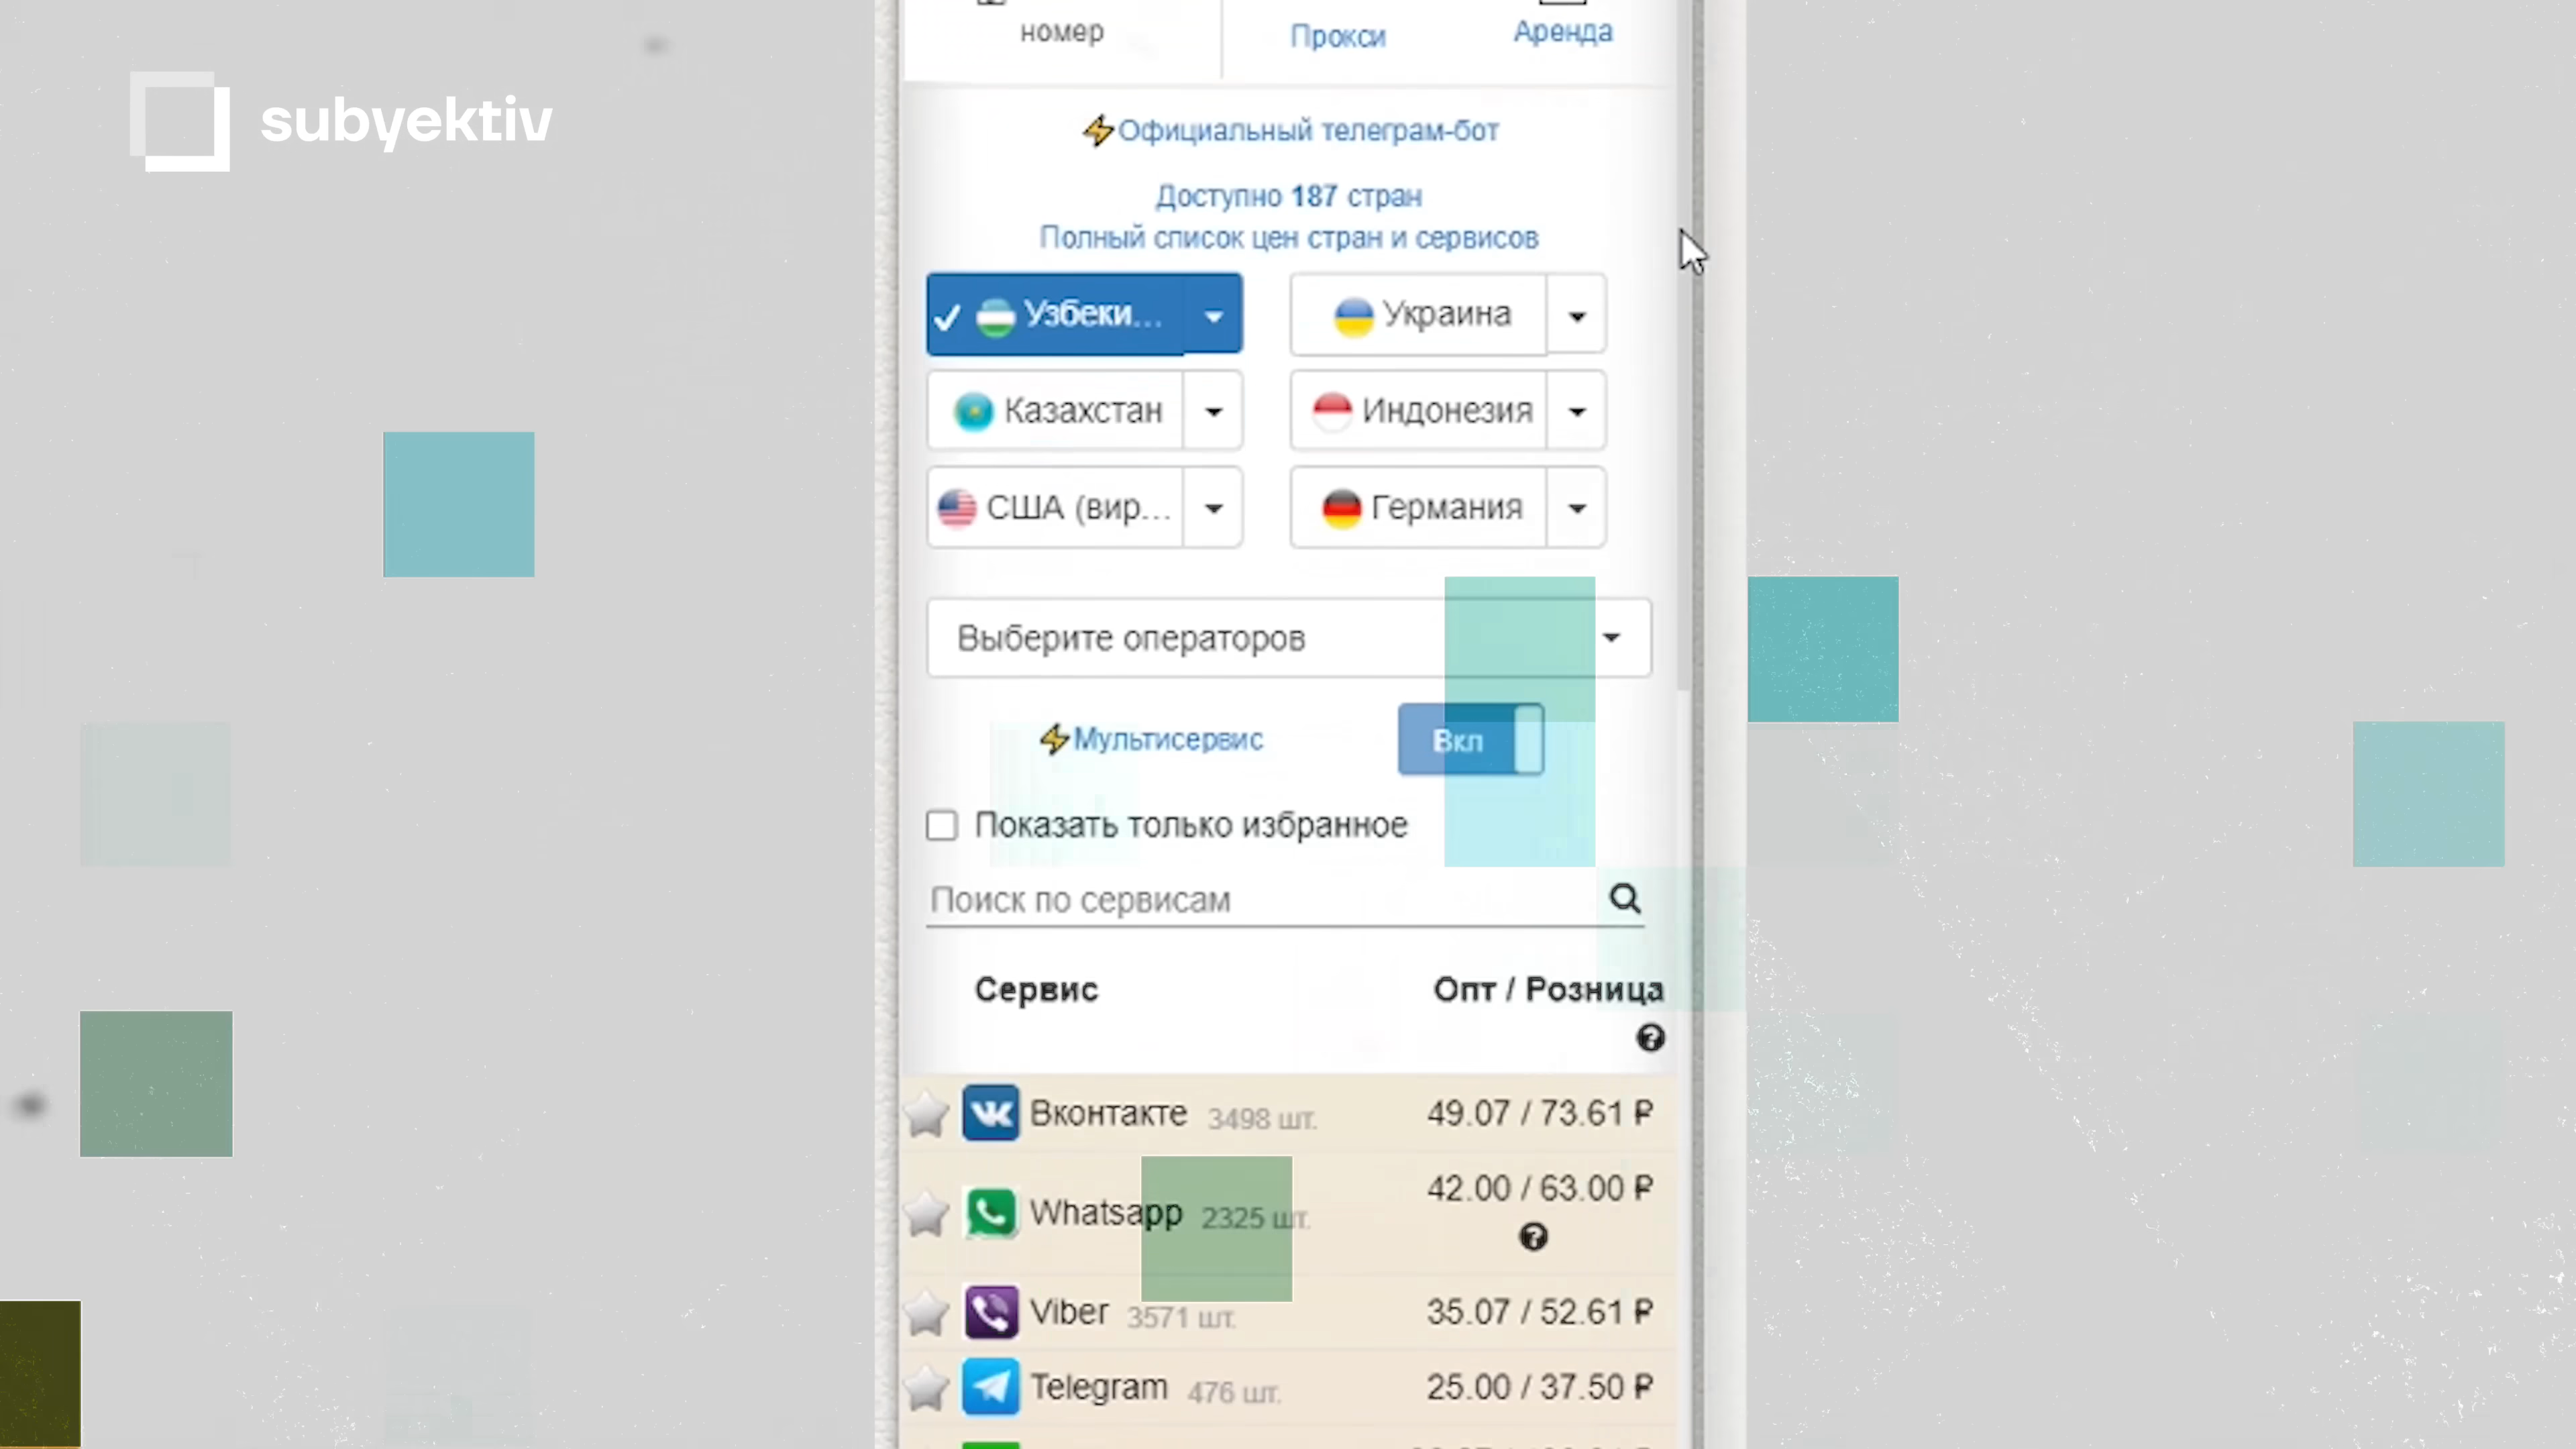 subyektiv
номер
Прокси
Аренда
Официальный телеграм-бот
Доступно 187 стран
Полный список цен стран и сервисов
Узбеки...
Украина
Казахстан
Индонезия
США (вир...
Германия
Выберите операторов
Мультисервис
Вкл
Показать только избранное
Поиск по сервисам
Сервис
Опт / Розница
Вконтакте 3498 шт. 49.07 / 73.61 ₽
Whatsapp 2325 шт. 42.00 / 63.00 ₽
Viber 3571 шт. 35.07 / 52.61 ₽
Telegram 476 шт. 25.00 / 37.50 ₽